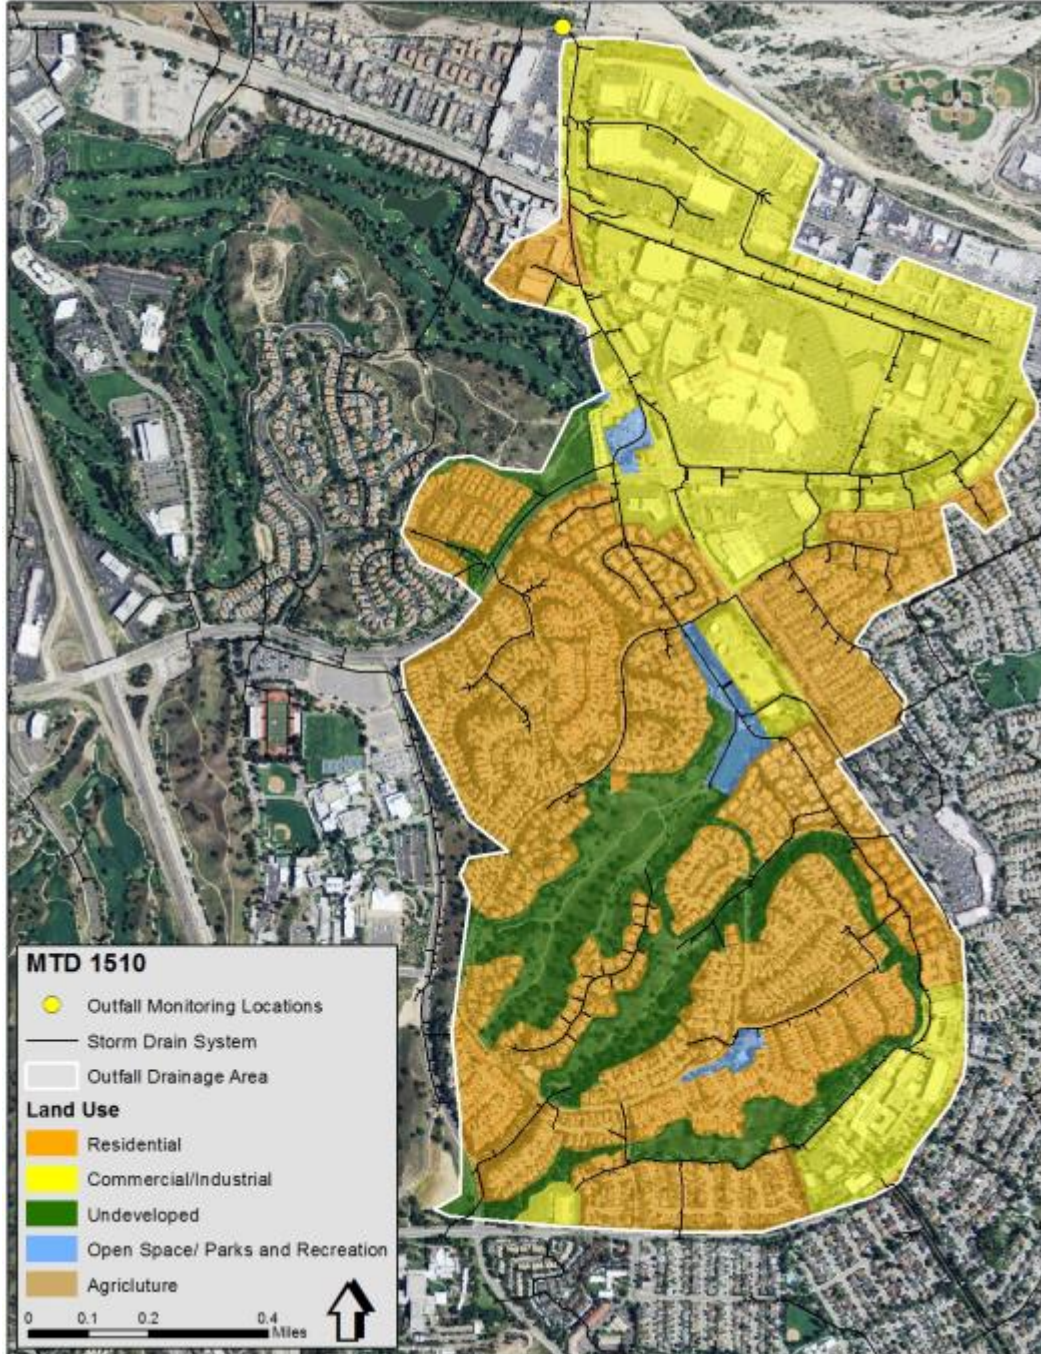 MTD 1510
Outfall Monitoring Locations
Storm Drain System
Outfall Drainage Area
Land Use
Residential
Commercial/Industrial
Undeveloped
Open Space/ Parks and Recreation
Agricluture
0 0.1 0.2 0.4
Miles